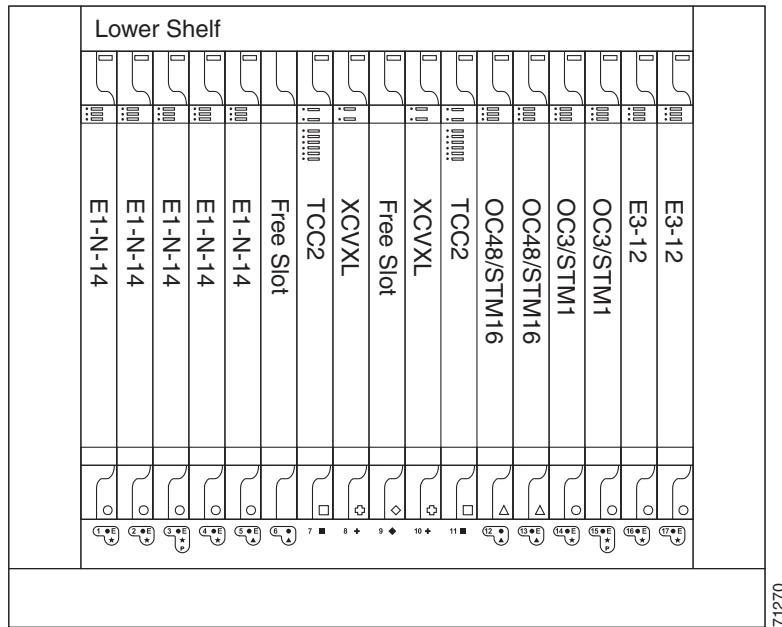 Lower Shelf
E1-N-14
E1-N-14
E1-N-14
E1-N-14
E1-N-14
Free Slot
TCC2
XCVXL
Free Slot
XCVXL
TCC2
OC48/STM16
OC48/STM16
OC3/STM1
OC3/STM1
E3-12
E3-12
1 E
2 E
3 E P
4 E
5 E
6
7
8
9
10
11
12
13 E
14 E
15 E P
16 E
17 E
71270